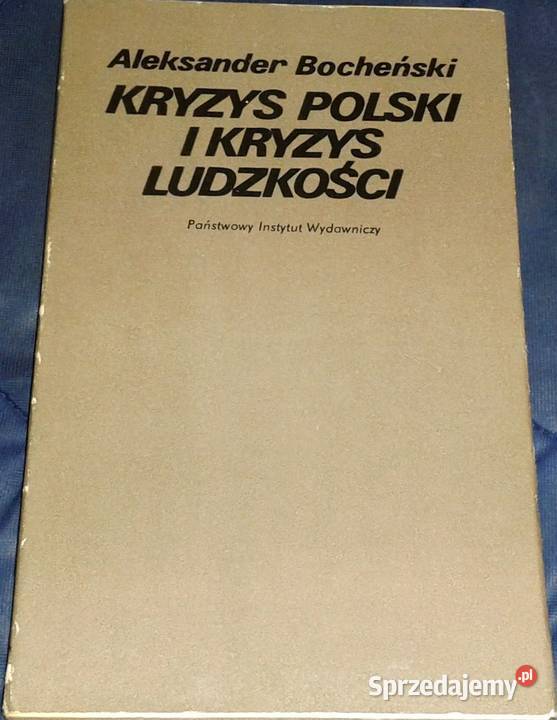 Aleksander Bocheński
KRYZYS POLSKI
I KRYZYS
LUDZKOŚCI
Państwowy Instytut Wydawniczy
Sprzedajemy.pl